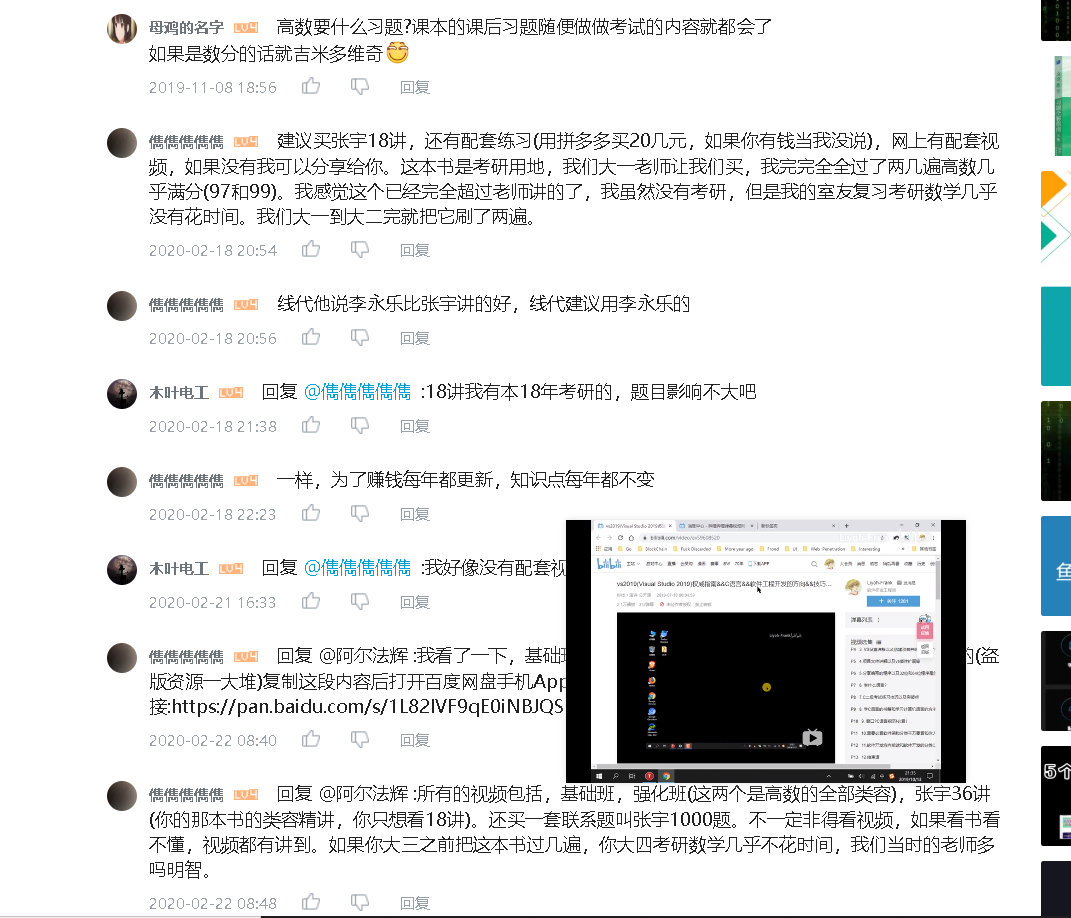 母鸡的名字 LV4 高数要什么习题?课本的课后习题随便做做考试的内容就都会了
如果是数分的话就吉米多维奇
2019-11-08 18:56 回复
儁儁儁儁儁 LV4 建议买张宇18讲，还有配套练习(用拼多多买20几元，如果你有钱当我没说)，网上有配套视
频，如果没有我可以分享给你。这本书是考研用地，我们大一老师让我们买，我完完全全过了两几遍高数几
乎满分(97和99)。我感觉这个已经完全超过老师讲的了，我虽然没有考研，但是我的室友复习考研数学几乎
没有花时间。我们大一到大二完就把它刷了两遍。
2020-02-18 20:54 回复
儁儁儁儁儁 LV4 线代他说李永乐比张宇讲的好，线代建议用李永乐的
2020-02-18 20:56 回复
木叶电工 LV4 回复 @儁儁儁儁儁 :18讲我有本18年考研的，题目影响不大吧
2020-02-18 21:38 回复
儁儁儁儁儁 LV4 一样，为了赚钱每年都更新，知识点每年都不变
2020-02-18 22:23 回复
木叶电工 LV4 回复 @儁儁儁儁儁 :我好像没有配套视
2020-02-21 16:33 回复
儁儁儁儁儁 LV4 回复 @阿尔法辉 :我看了一下，基础班 的(盗
版资源一大堆)复制这段内容后打开百度网盘手机App
接:https://pan.baidu.com/s/1L82lVF9qE0iNBJQS
2020-02-22 08:40 回复
vs2019(Visual Studio 2019)权威指南&&C语言&&软件工程开发的方向&&技巧...
儁儁儁儁儁 LV4 回复 @阿尔法辉 :所有的视频包括，基础班，强化班(这两个是高数的全部类容)，张宇36讲
(你的那本书的类容精讲，你只想看18讲)。还买一套联系题叫张宇1000题。不一定非得看视频，如果看书看
不懂，视频都有讲到。如果你大三之前把这本书过几遍，你大四考研数学几乎不花时间，我们当时的老师多
吗明智。
2020-02-22 08:48 回复
鱼
5个